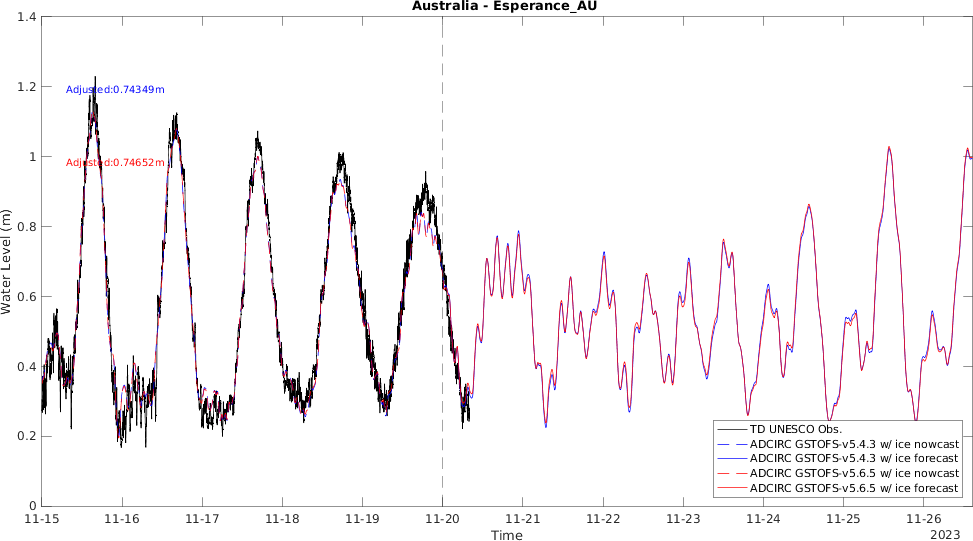 Australia - Esperance_AU
1.4
1.2
1
0.8
0.6
0.4
0.2
0
Water Level (m)
Adjusted:0.74349m
Adjusted:0.74652m
TD UNESCO Obs.
ADCIRC GSTOFS-v5.4.3 w/ ice nowcast
ADCIRC GSTOFS-v5.4.3 w/ ice forecast
ADCIRC GSTOFS-v5.6.5 w/ ice nowcast
ADCIRC GSTOFS-v5.6.5 w/ ice forecast
11-15 11-16 11-17 11-18 11-19 11-20 11-21 11-22 11-23 11-24 11-25 11-26
Time
2023